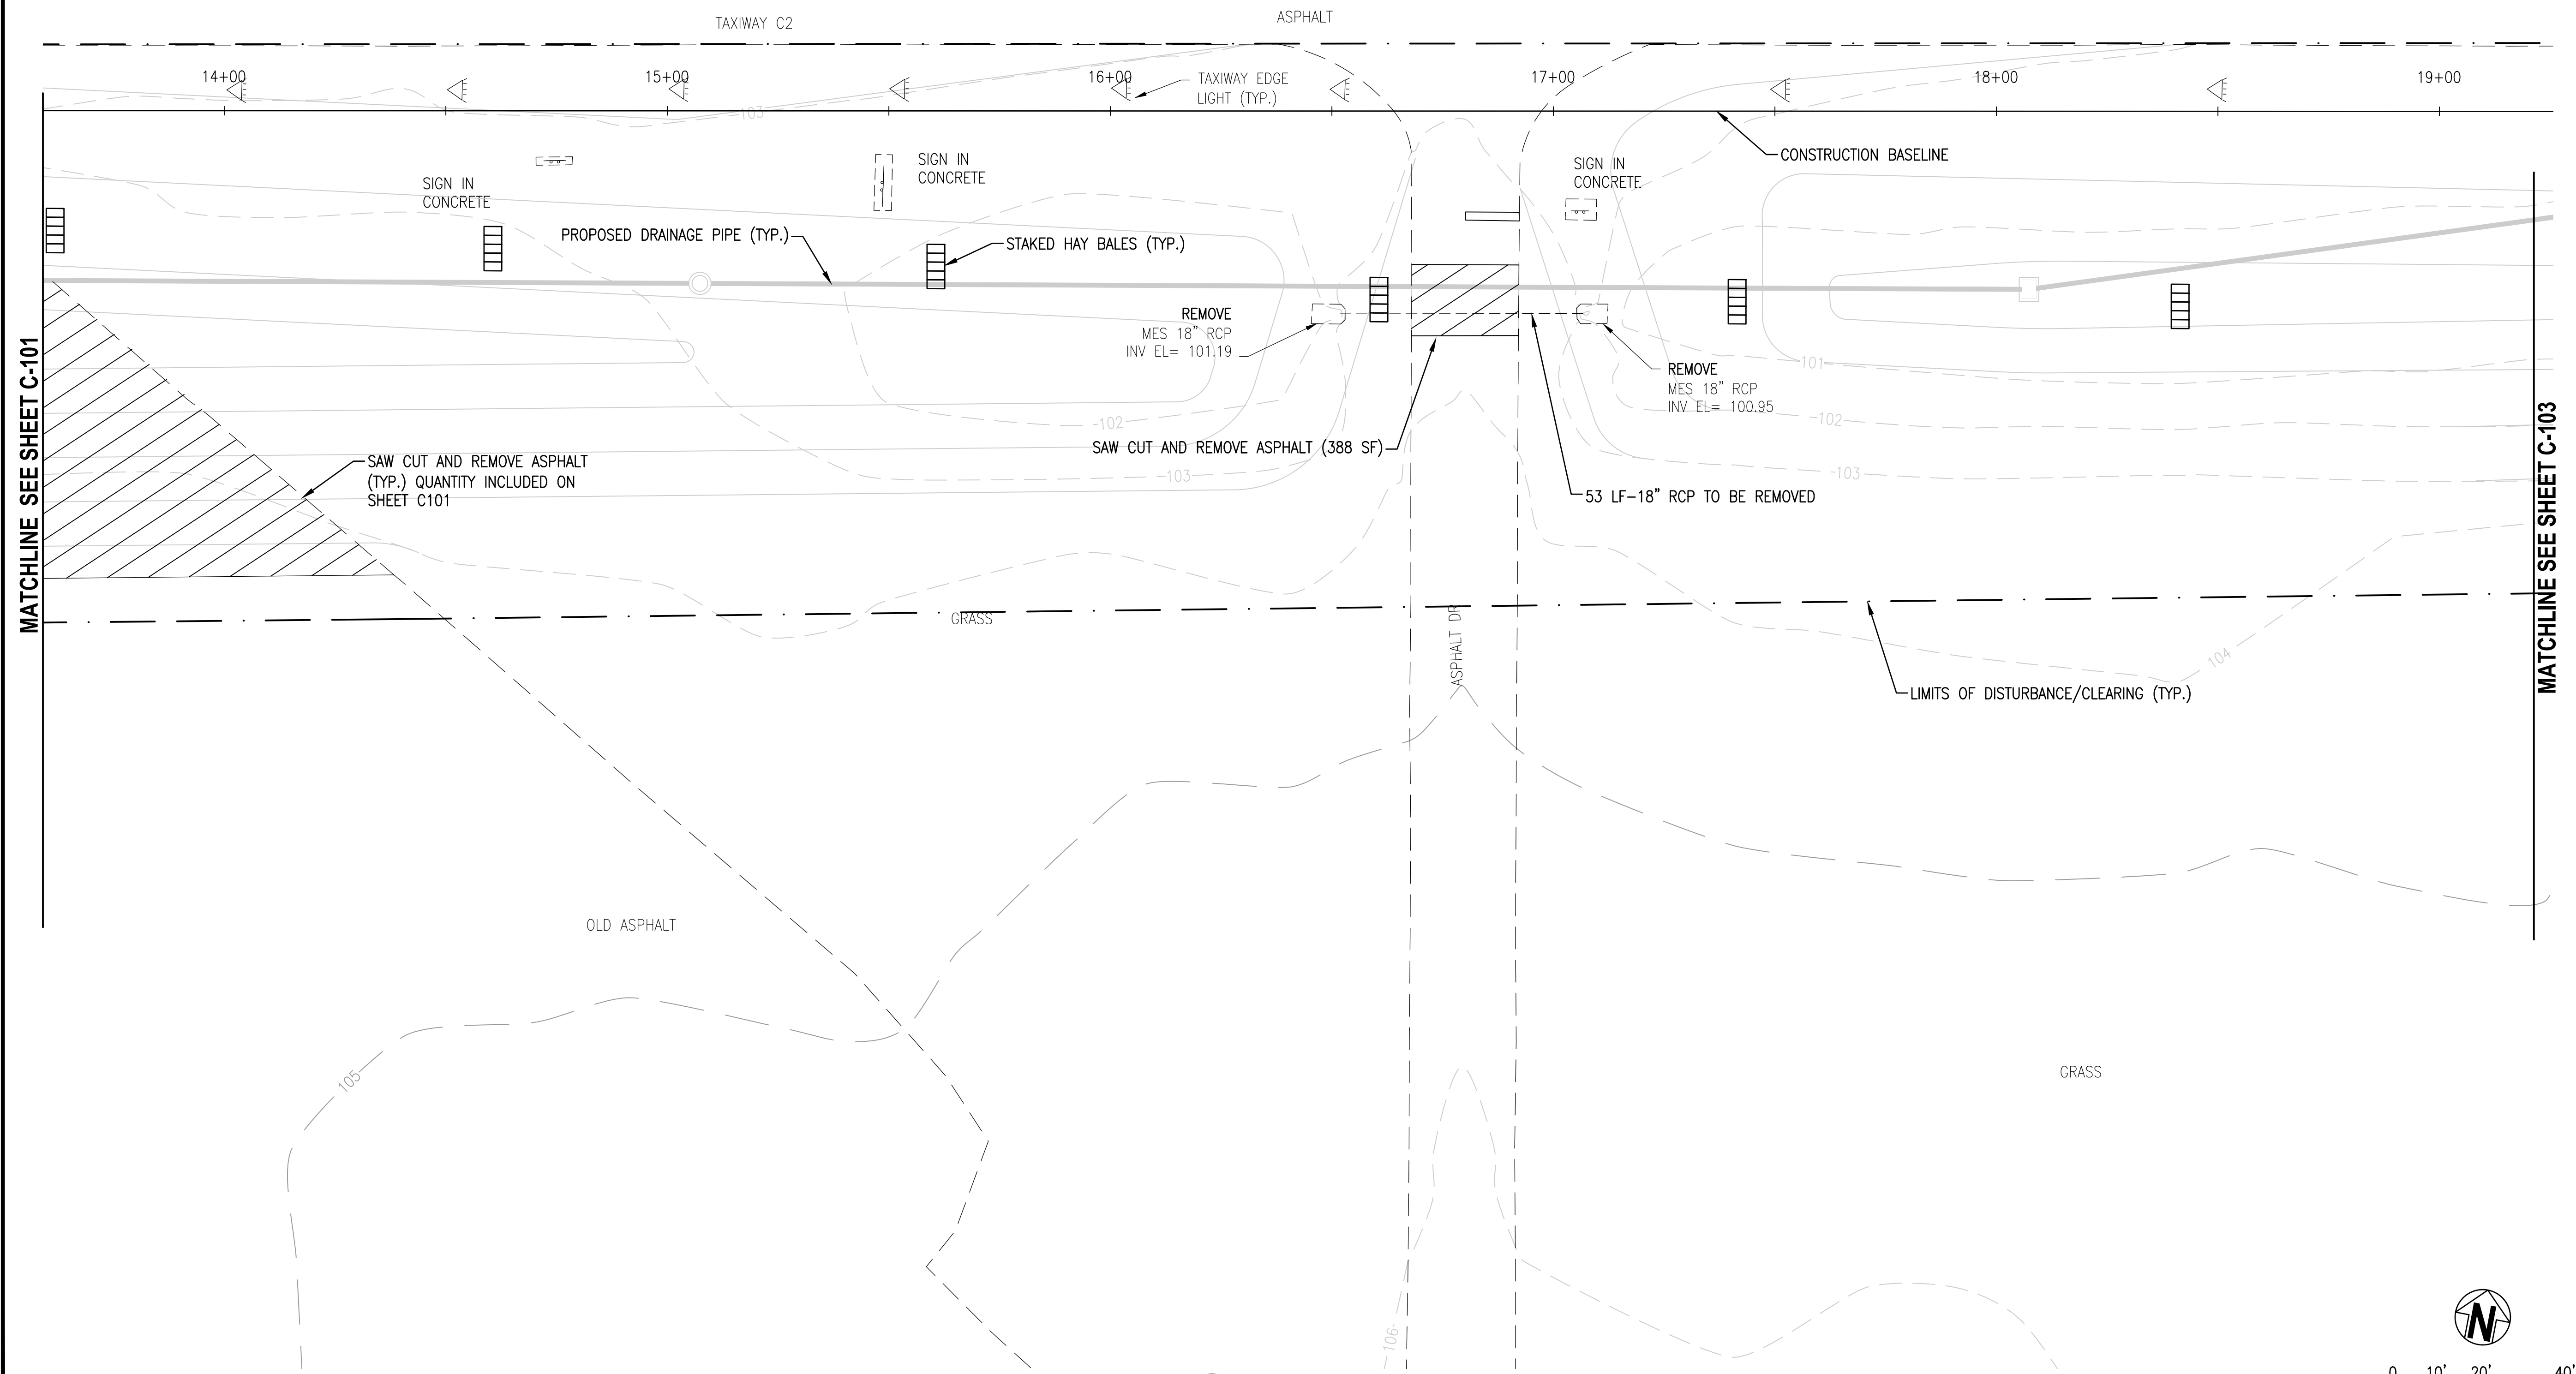 TAXIWAY C2
ASPHALT
14+00
15+00
16+00
17+00
18+00
19+00
TAXIWAY EDGE
LIGHT (TYP.)
103
CONSTRUCTION BASELINE
SIGN IN
CONCRETE
SIGN IN
CONCRETE
SIGN IN
CONCRETE
PROPOSED DRAINAGE PIPE (TYP.)
STAKED HAY BALES (TYP.)
REMOVE
MES 18" RCP
INV EL= 101.19
REMOVE
MES 18" RCP
INV EL= 100.95
101
102
102
103
103
SAW CUT AND REMOVE ASPHALT (388 SF)
SAW CUT AND REMOVE ASPHALT
(TYP.) QUANTITY INCLUDED ON
SHEET C101
53 LF-18" RCP TO BE REMOVED
MATCHLINE SEE SHEET C-101
MATCHLINE SEE SHEET C-103
GRASS
ASPHALT DR
104
LIMITS OF DISTURBANCE/CLEARING (TYP.)
OLD ASPHALT
105
GRASS
106
N
0 10' 20' 40'